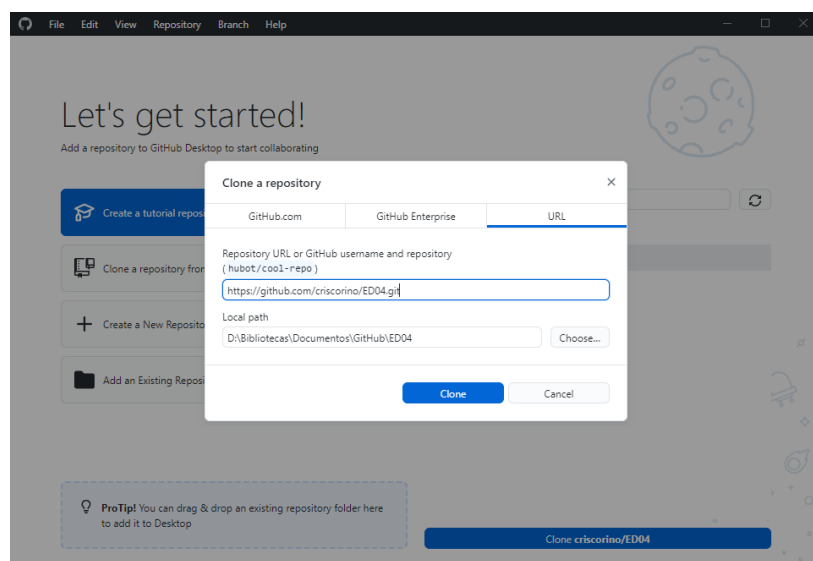 File Edit View Repository Branch Help
Let's get started!
Add a repository to GitHub Desktop to start collaborating
Create a tutorial reposi
Clone a repository fror
Create a New Reposito
Add an Existing Reposi
Clone a repository
GitHub.com GitHub Enterprise URL
Repository URL or GitHub username and repository
(hubot/cool-repo)
https://github.com/criscorino/ED04.git
Local path
D:\Bibliotecas\Documentos\GitHub\ED04 Choose...
Clone Cancel
ProTip! You can drag & drop an existing repository folder here
to add it to Desktop
Clone criscorino/ED04